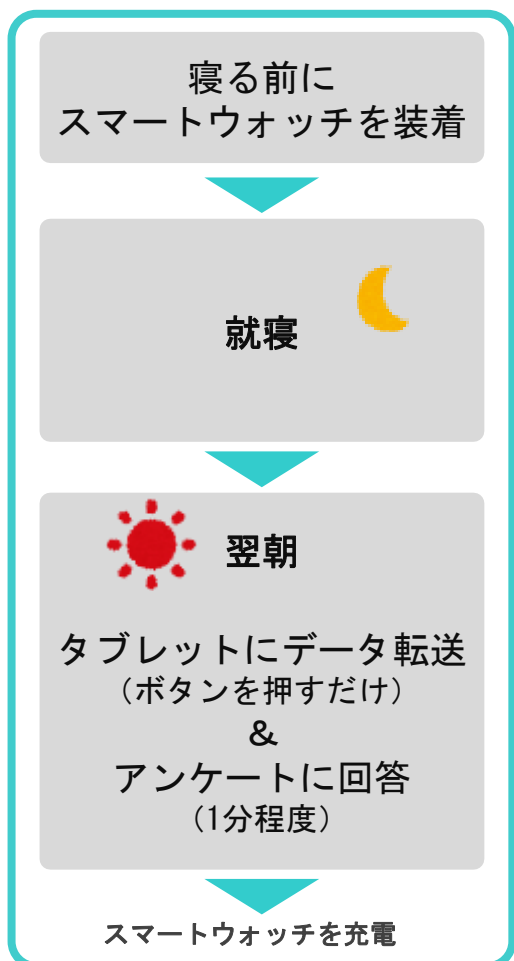 寝る前に
スマートウォッチを装着
就寝
翌朝
タブレットにデータ転送
（ボタンを押すだけ）
&
アンケートに回答
（1分程度）
スマートウォッチを充電